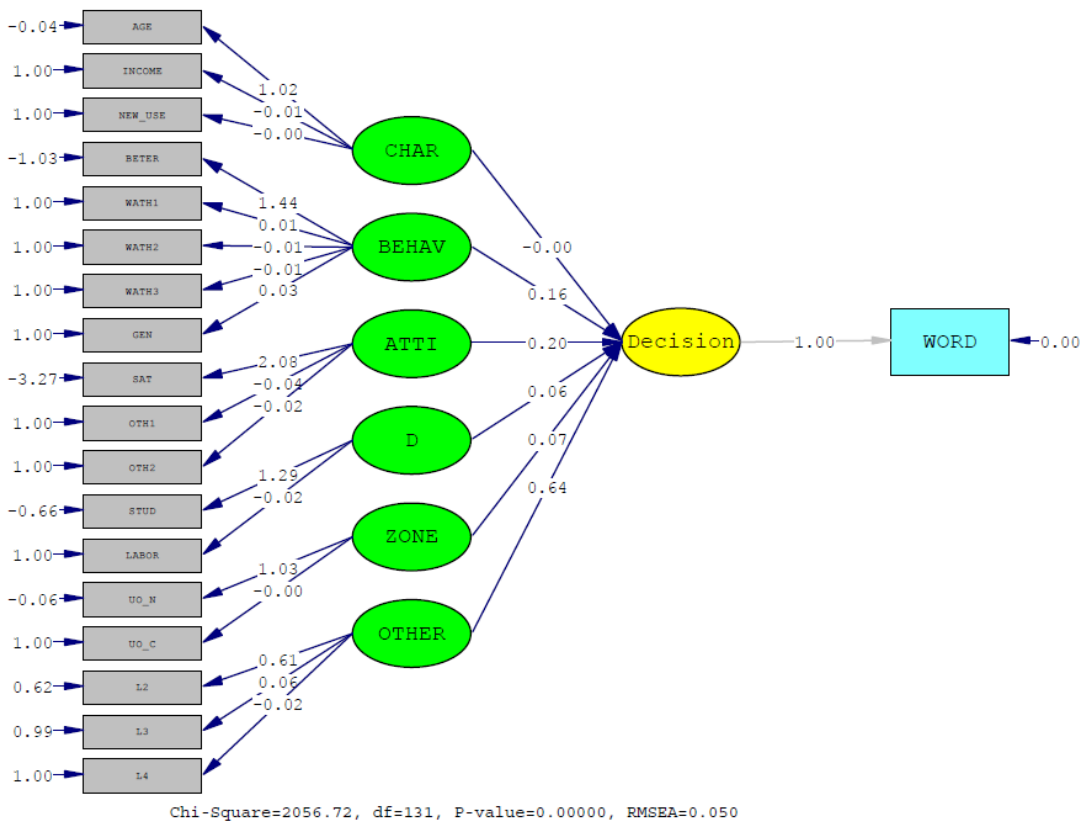 -0.04 AGE
1.00 INCOME
1.00 NEW_USE
-1.03 BETER
1.00 WATH1
1.00 WATH2
1.00 WATH3
1.00 GEN
-3.27 SAT
1.00 OTH1
1.00 OTH2
-0.66 STUD
1.00 LABOR
-0.06 UO_N
1.00 UO_C
0.62 L2
0.99 L3
1.00 L4
1.02
-0.01
-0.00
1.44
0.01
-0.01
-0.01
0.03
2.08
-0.04
-0.02
1.29
-0.02
1.03
-0.00
0.61
0.06
-0.02
CHAR
BEHAV
ATTI
D
ZONE
OTHER
-0.00
0.16
0.20
0.06
0.07
0.64
Decision
1.00
WORD
-0.00
Chi-Square=2056.72, df=131, P-value=0.00000, RMSEA=0.050